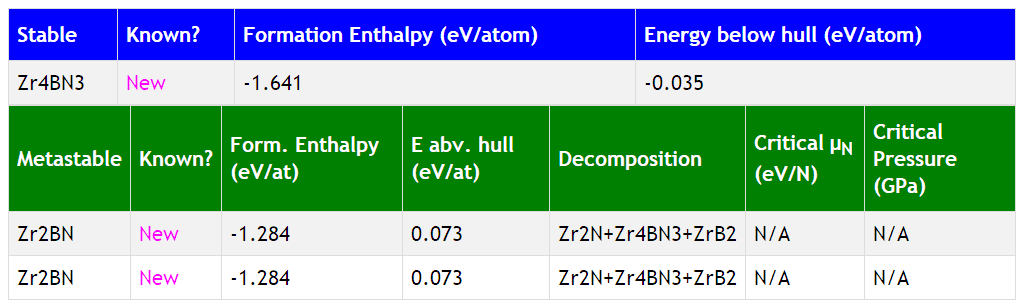 Stable Known? Formation Enthalpy (eV/atom) Energy below hull (eV/atom)
Zr4BN3 New -1.641 -0.035
Metastable Known? Form. Enthalpy (eV/at) E abv. hull (eV/at) Decomposition Critical μN (eV/N) Critical Pressure (GPa)
Zr2BN New -1.284 0.073 Zr2N+Zr4BN3+ZrB2 N/A N/A
Zr2BN New -1.284 0.073 Zr2N+Zr4BN3+ZrB2 N/A N/A